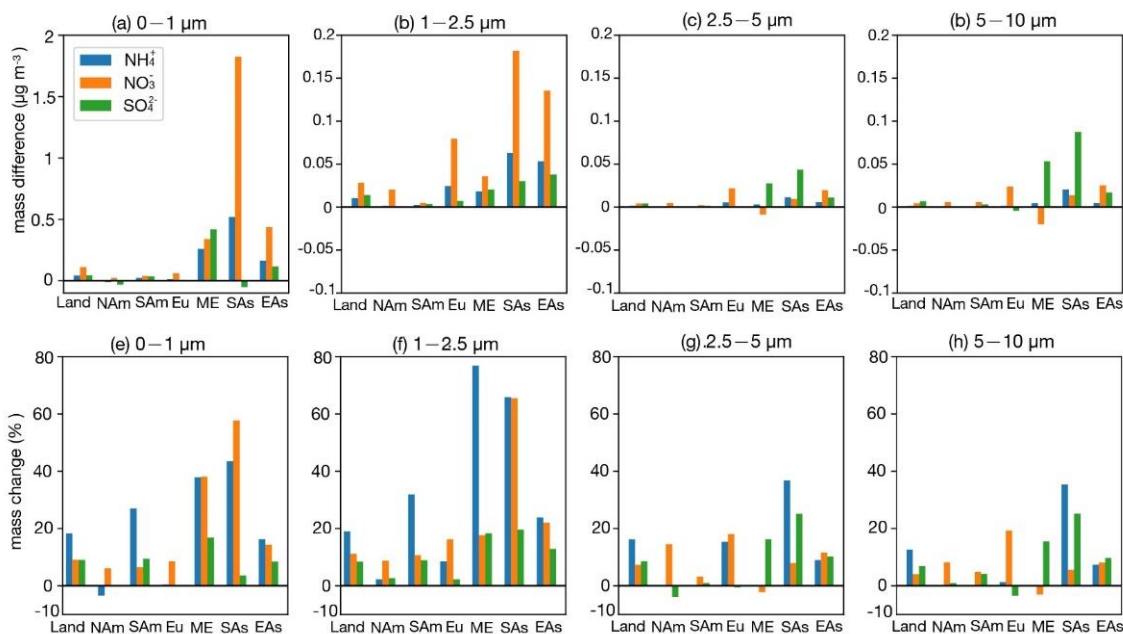 (a) 0－1 μm
(b) 1－2.5 μm
(c) 2.5－5 μm
(b) 5－10 μm
mass difference (μg m⁻³)
2
1.5
1
0.5
0
NH₄⁺
NO₃⁻
SO₄²⁻
0.2
0.15
0.1
0.05
0
-0.05
-0.1
0.2
0.15
0.1
0.05
0
-0.05
-0.1
0.2
0.15
0.1
0.05
0
-0.05
-0.1
Land NAm SAm Eu ME SAs EAs
Land NAm SAm Eu ME SAs EAs
Land NAm SAm Eu ME SAs EAs
Land NAm SAm Eu ME SAs EAs
(e) 0－1 μm
(f) 1－2.5 μm
(g).2.5－5 μm
(h) 5－10 μm
mass change (%)
80
60
40
20
0
-10
80
60
40
20
0
-10
80
60
40
20
0
-10
80
60
40
20
0
-10
Land NAm SAm Eu ME SAs EAs
Land NAm SAm Eu ME SAs EAs
Land NAm SAm Eu ME SAs EAs
Land NAm SAm Eu ME SAs EAs